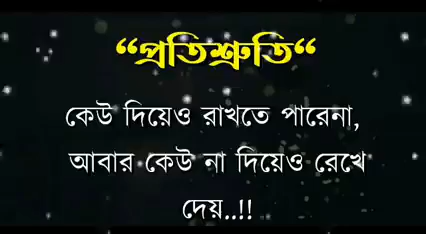 “প্রতিশ্রুতি“
কেউ দিয়েও রাখতে পারেনা,
আবার কেউ না দিয়েও রেখে
দেয়..!!